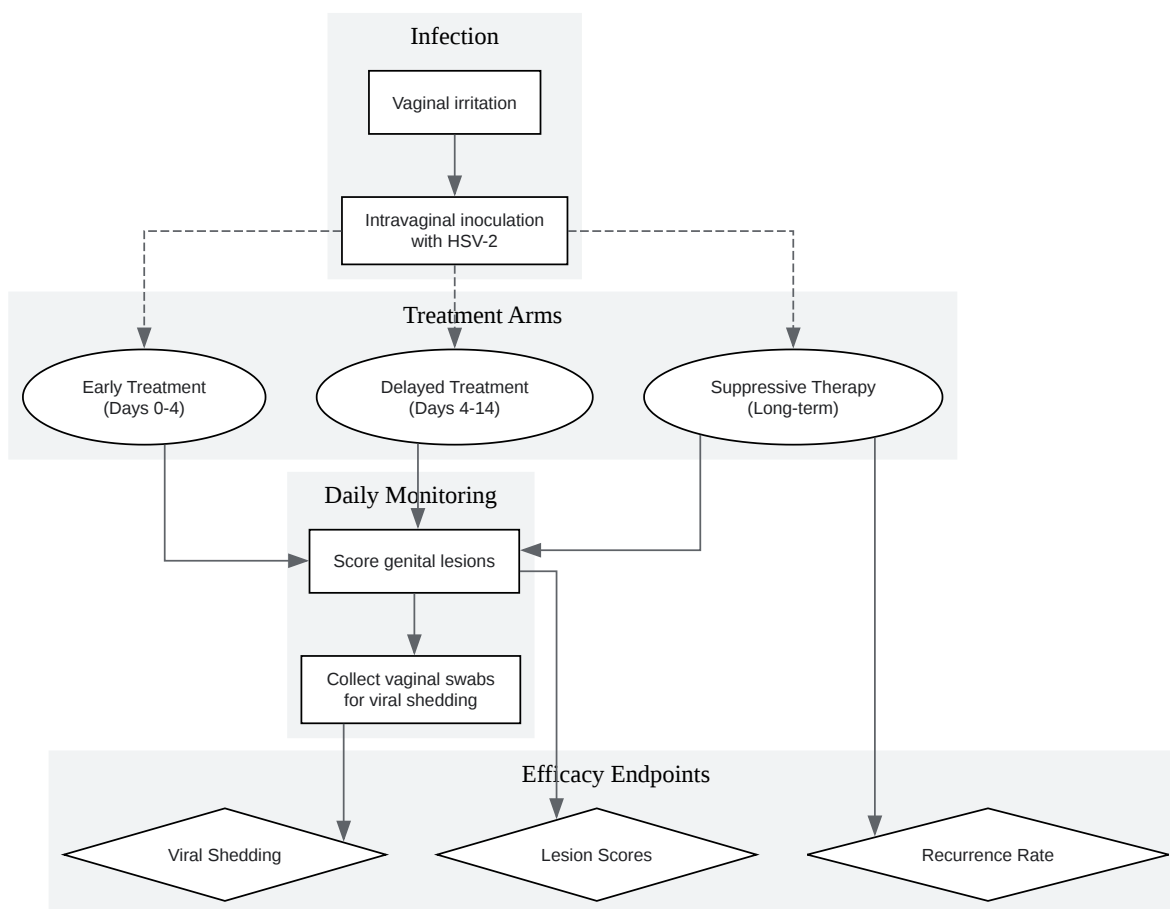 Infection
Vaginal irritation
Intravaginal inoculation
with HSV-2
Treatment Arms
Early Treatment
(Days 0-4)
Delayed Treatment
(Days 4-14)
Suppressive Therapy
(Long-term)
Daily Monitoring
Score genital lesions
Collect vaginal swabs
for viral shedding
Efficacy Endpoints
Viral Shedding
Lesion Scores
Recurrence Rate